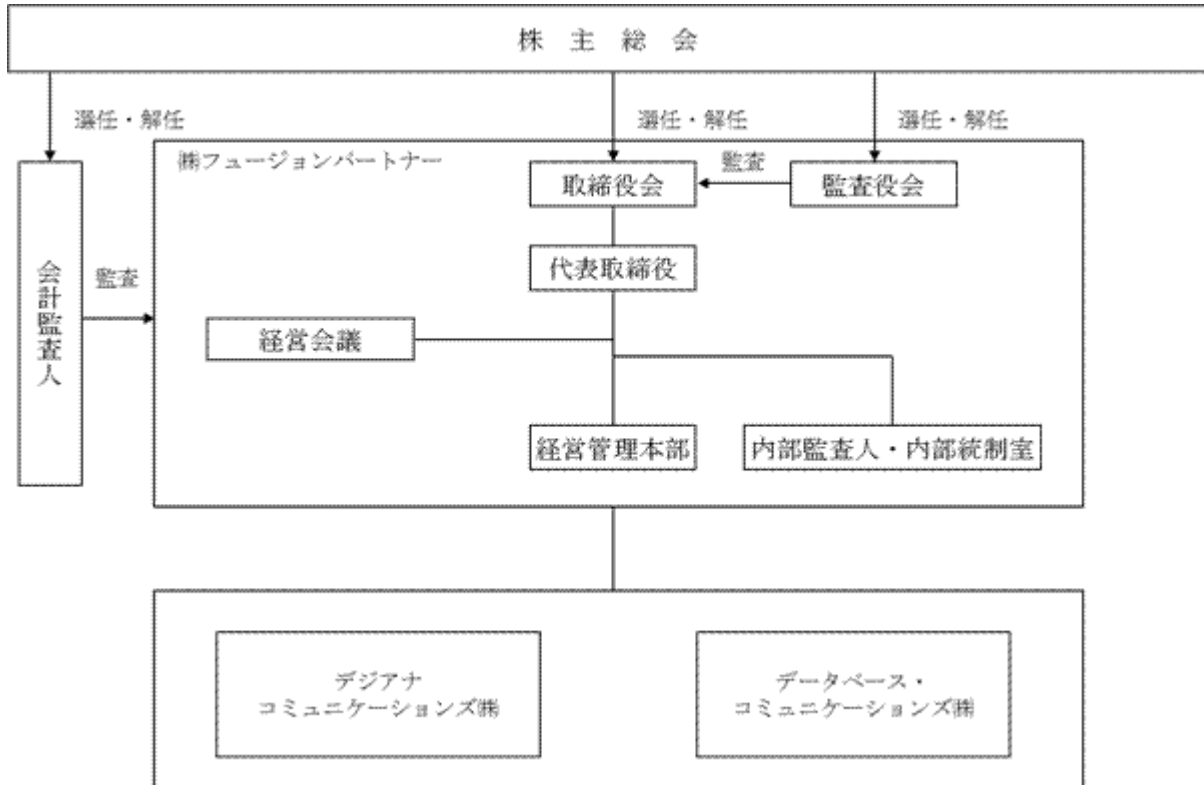 株主総会
選任・解任
選任・解任
選任・解任
㈱フュージョンパートナー
取締役会
監査
監査役会
会計監査人
監査
代表取締役
経営会議
経営管理本部
内部監査人・内部統制室
デジアナ
コミュニケーションズ㈱
データベース・
コミュニケーションズ㈱